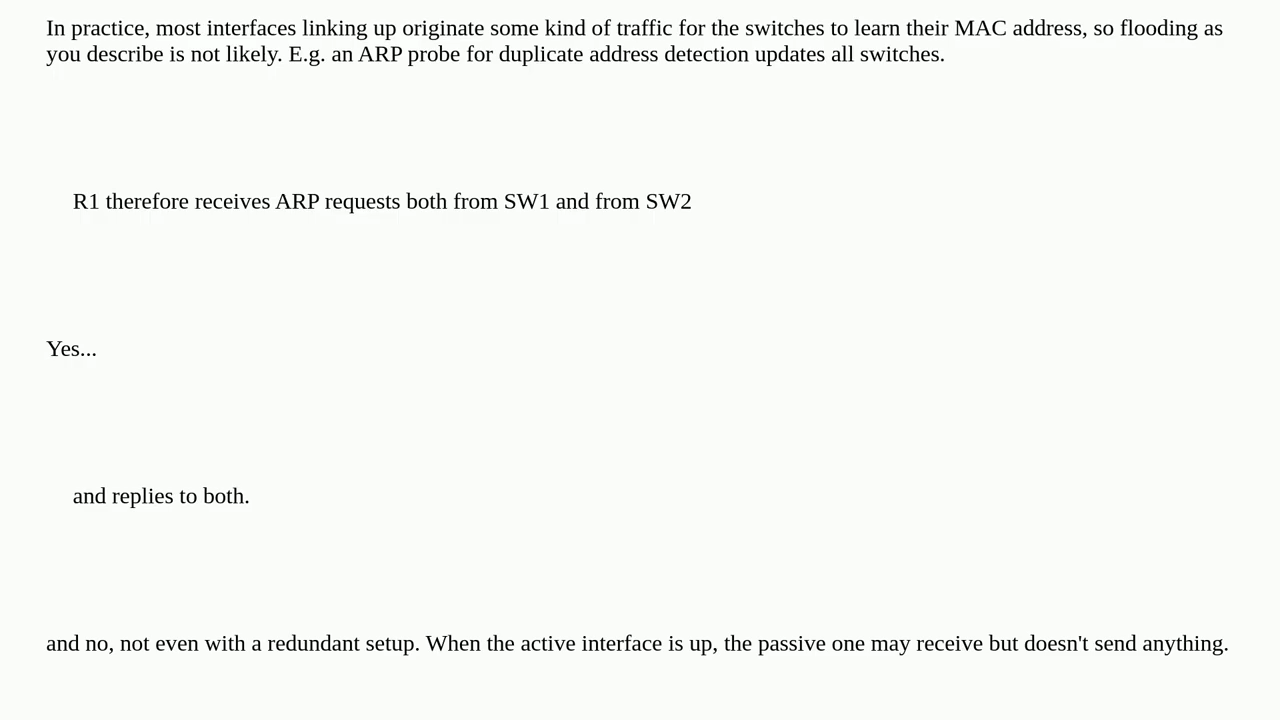 In practice, most interfaces linking up originate some kind of traffic for the switches to learn their MAC address, so flooding as
you describe is not likely. E.g. an ARP probe for duplicate address detection updates all switches.
R1 therefore receives ARP requests both from SW1 and from SW2
Yes...
and replies to both.
and no, not even with a redundant setup. When the active interface is up, the passive one may receive but doesn't send anything.